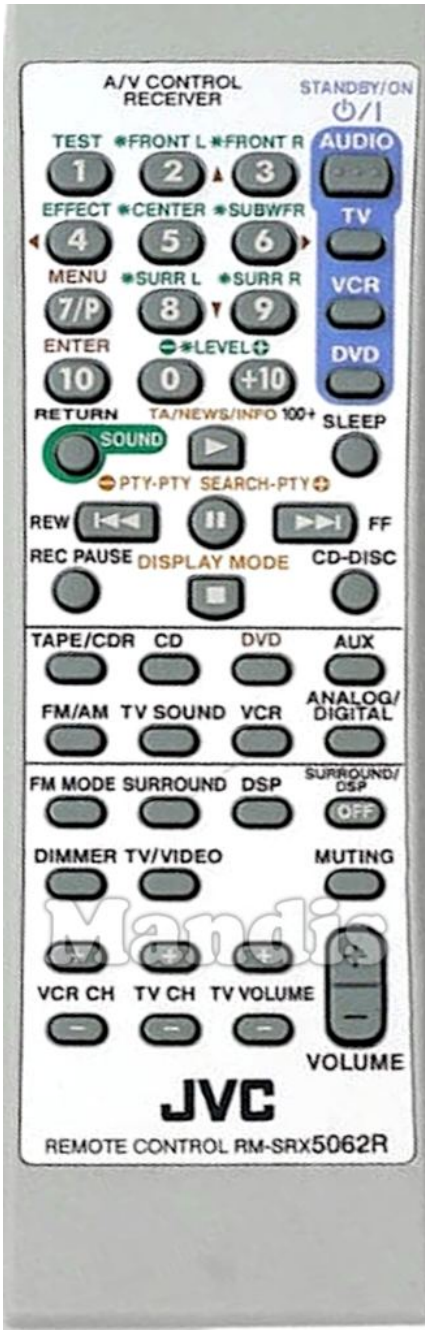 A/V CONTROL
RECEIVER
STANDBY/ON
⏻/I
TEST ✳FRONT L ✳FRONT R AUDIO
1 2 3
EFFECT ✳CENTER ✳SUBWFR TV
4 5 6
MENU ✳SURR L ✳SURR R VCR
7/P 8 9
ENTER ✳LEVEL DVD
10 0 +10
RETURN TA/NEWS/INFO 100+ SLEEP
SOUND
PTY-PTY SEARCH-PTY
REW FF
REC PAUSE DISPLAY MODE CD-DISC
TAPE/CDR CD DVD AUX
FM/AM TV SOUND VCR ANALOG/
DIGITAL
FM MODE SURROUND DSP SURROUND/
DSP
OFF
DIMMER TV/VIDEO MUTING
Mandis
+ + + +
VCR CH TV CH TV VOLUME
− − − −
VOLUME
JVC
REMOTE CONTROL RM-SRX5062R